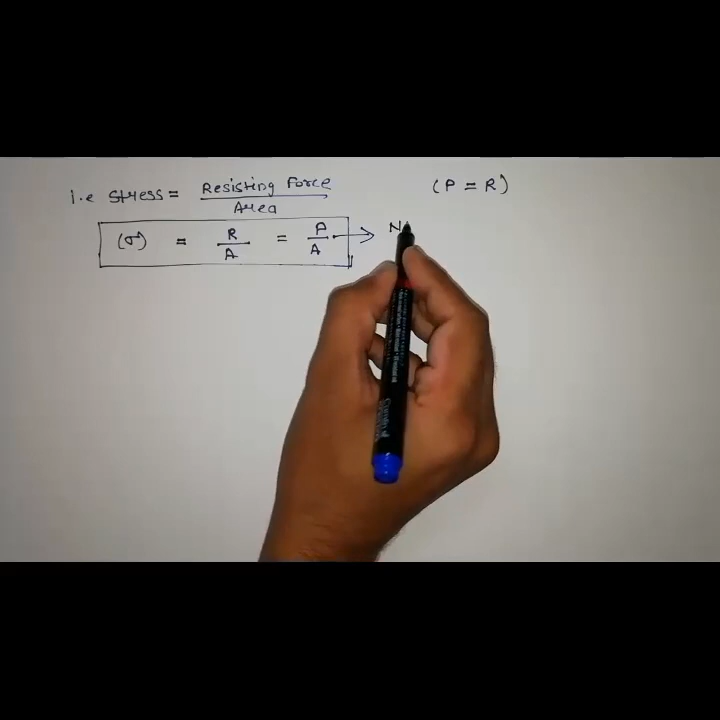 i.e Stress = Resisting Force / Area (P = R)
(σ) = R / A = P / A → N